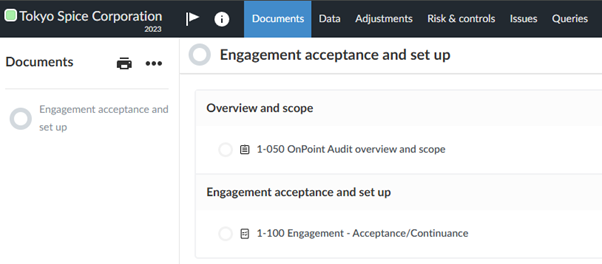 Tokyo Spice Corporation
2023
Documents
Data
Adjustments
Risk & controls
Issues
Queries
Documents
Engagement acceptance and
set up
Engagement acceptance and set up
Overview and scope
1-050 OnPoint Audit overview and scope
Engagement acceptance and set up
1-100 Engagement - Acceptance/Continuance